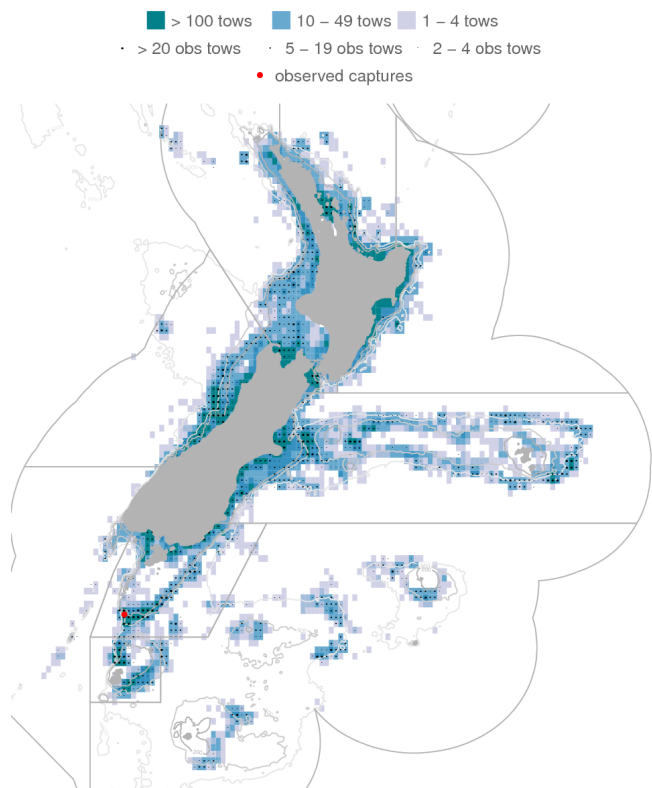 > 100 tows 10 − 49 tows 1 − 4 tows
> 20 obs tows 5 − 19 obs tows 2 − 4 obs tows
observed captures